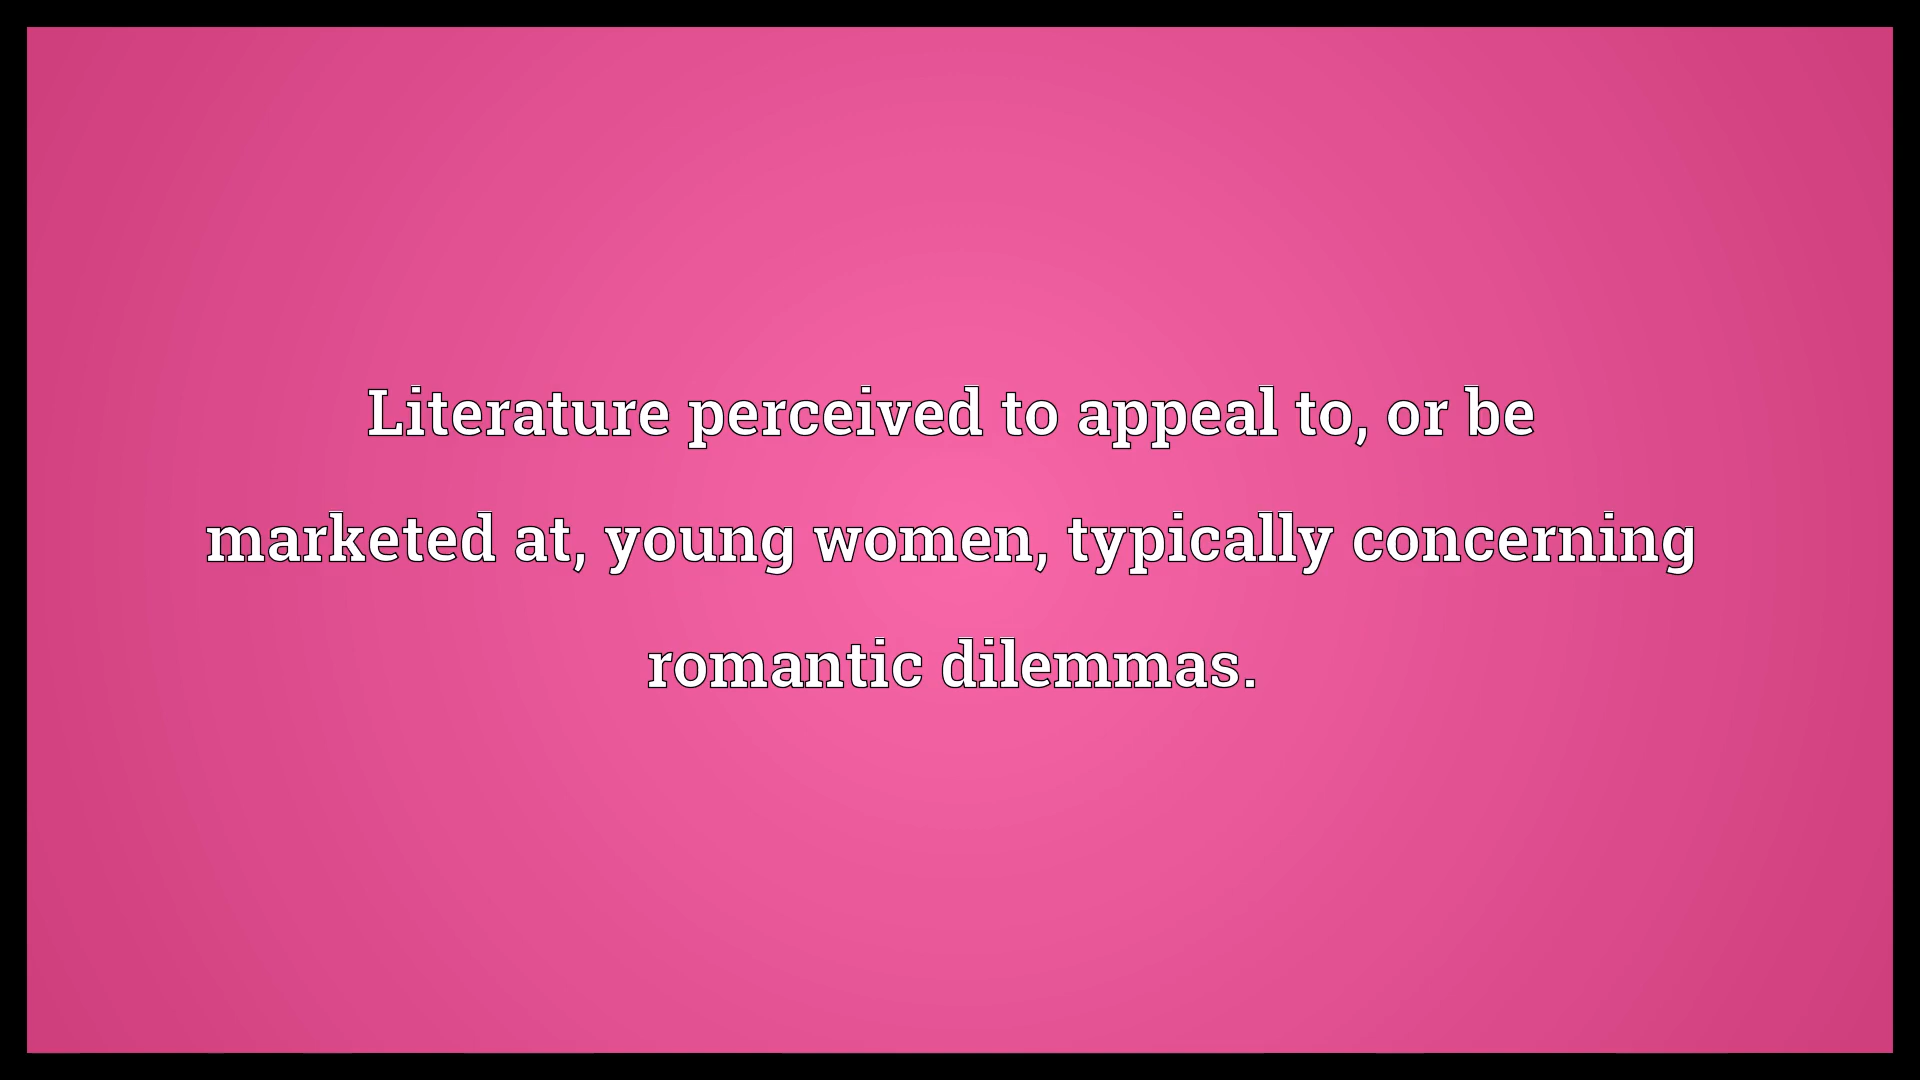 Literature perceived to appeal to, or be
marketed at, young women, typically concerning
romantic dilemmas.